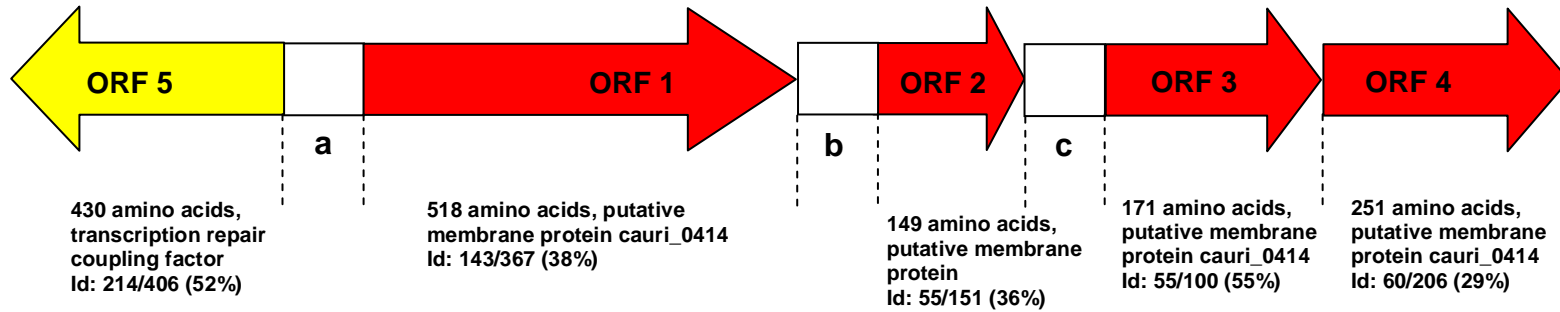 ORF 5
ORF 1
ORF 2
ORF 3
ORF 4
a
b
c
430 amino acids,
transcription repair
coupling factor
Id: 214/406 (52%)
518 amino acids, putative
membrane protein cauri_0414
Id: 143/367 (38%)
149 amino acids,
putative membrane
protein
Id: 55/151 (36%)
171 amino acids,
putative membrane
protein cauri_0414
Id: 55/100 (55%)
251 amino acids,
putative membrane
protein cauri_0414
Id: 60/206 (29%)